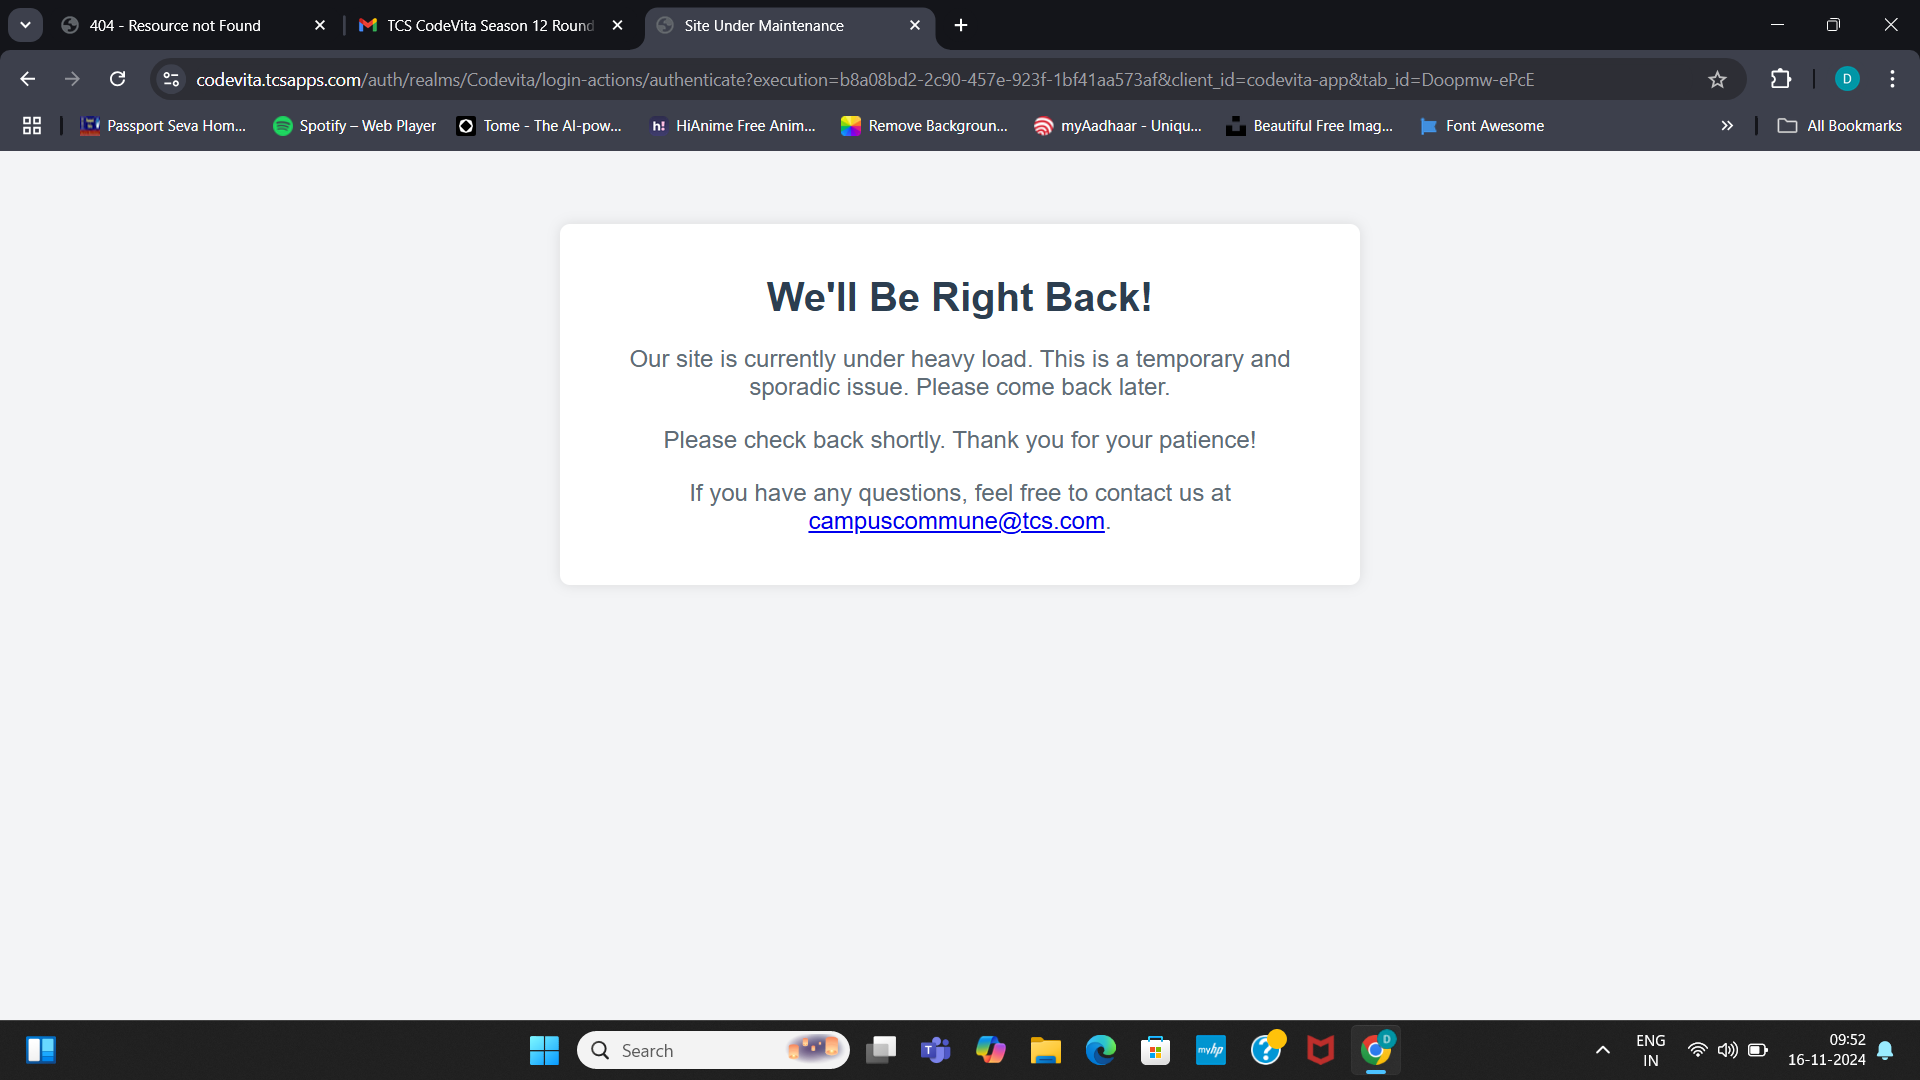 404 - Resource not Found
TCS CodeVita Season 12 Round
Site Under Maintenance
codevita.tcsapps.com/auth/realms/Codevita/login-actions/authenticate?execution=b8a08bd2-2c90-457e-923f-1bf41aa573af&client_id=codevita-app&tab_id=Doopmw-ePcE
D
Passport Seva Hom...
Spotify – Web Player
Tome - The AI-pow...
h!
HiAnime Free Anim...
Remove Backgroun...
myAadhaar - Uniqu...
Beautiful Free Imag...
Font Awesome
All Bookmarks
We'll Be Right Back!
Our site is currently under heavy load. This is a temporary and
sporadic issue. Please come back later.
Please check back shortly. Thank you for your patience!
If you have any questions, feel free to contact us at
campuscommune@tcs.com.
Search
T
myhp
?
D
ENG
IN
09:52
16-11-2024